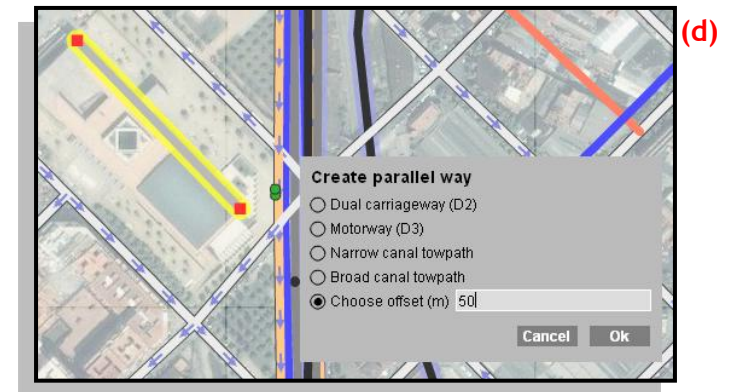 (d)
Create parallel way
Dual carriageway (D2)
Motorway (D3)
Narrow canal towpath
Broad canal towpath
Choose offset (m) 50
Cancel Ok